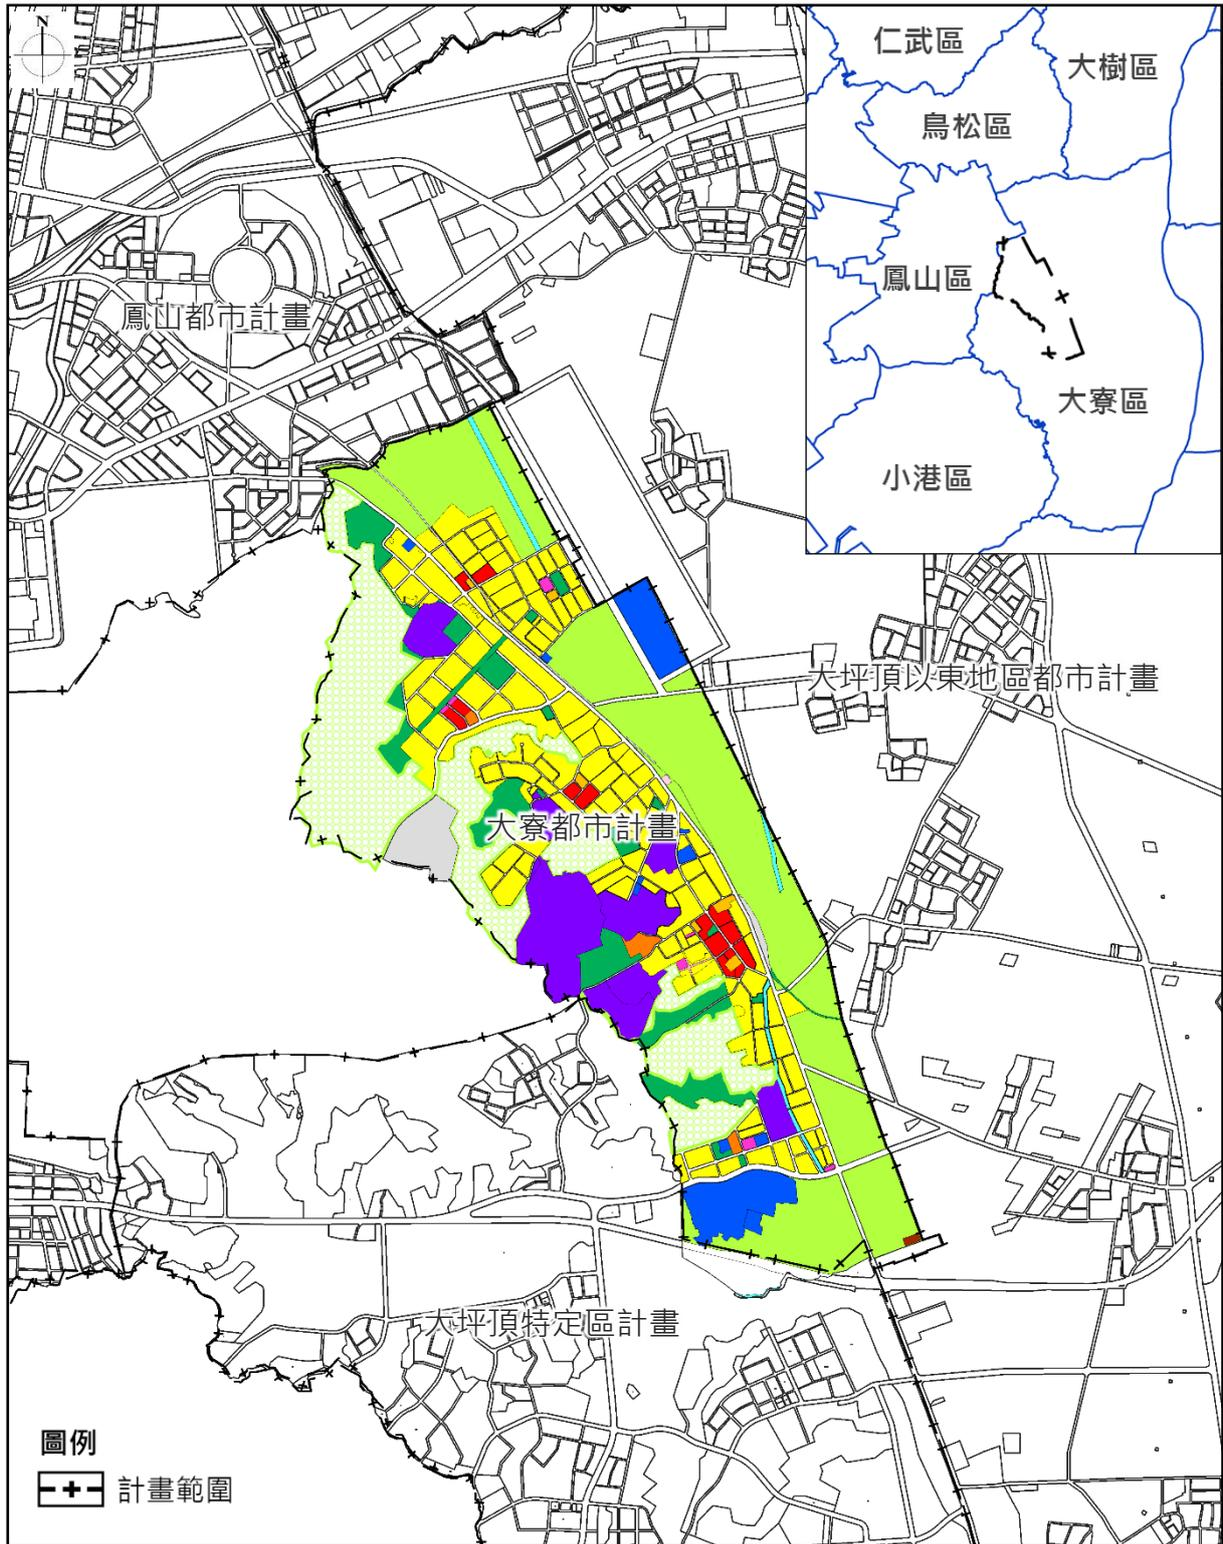 N
仁武區
大樹區
鳥松區
鳳山區
大寮區
小港區
鳳山都市計畫
大坪頂以東地區都市計畫
大寮都市計畫
大坪頂特定區計畫
圖例
計畫範圍